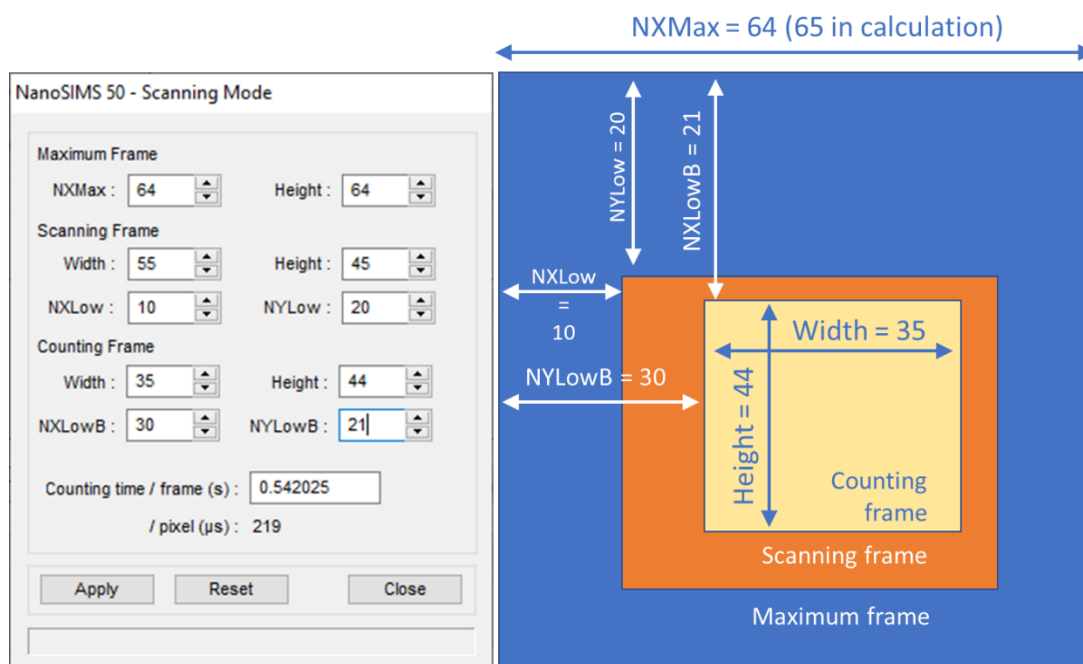 NXMax = 64 (65 in calculation)
NanoSIMS 50 - Scanning Mode
Maximum Frame
NXMax : 64 Height : 64
Scanning Frame
Width : 55 Height : 45
NXLow : 10 NYLow : 20
Counting Frame
Width : 35 Height : 44
NXLowB : 30 NYLowB : 21
Counting time / frame (s) : 0.542025
/ pixel (µs) : 219
Apply Reset Close
NYLow = 20
NXLowB = 21
NXLow
=
10
NYLowB = 30
Width = 35
Height = 44
Counting
frame
Scanning frame
Maximum frame